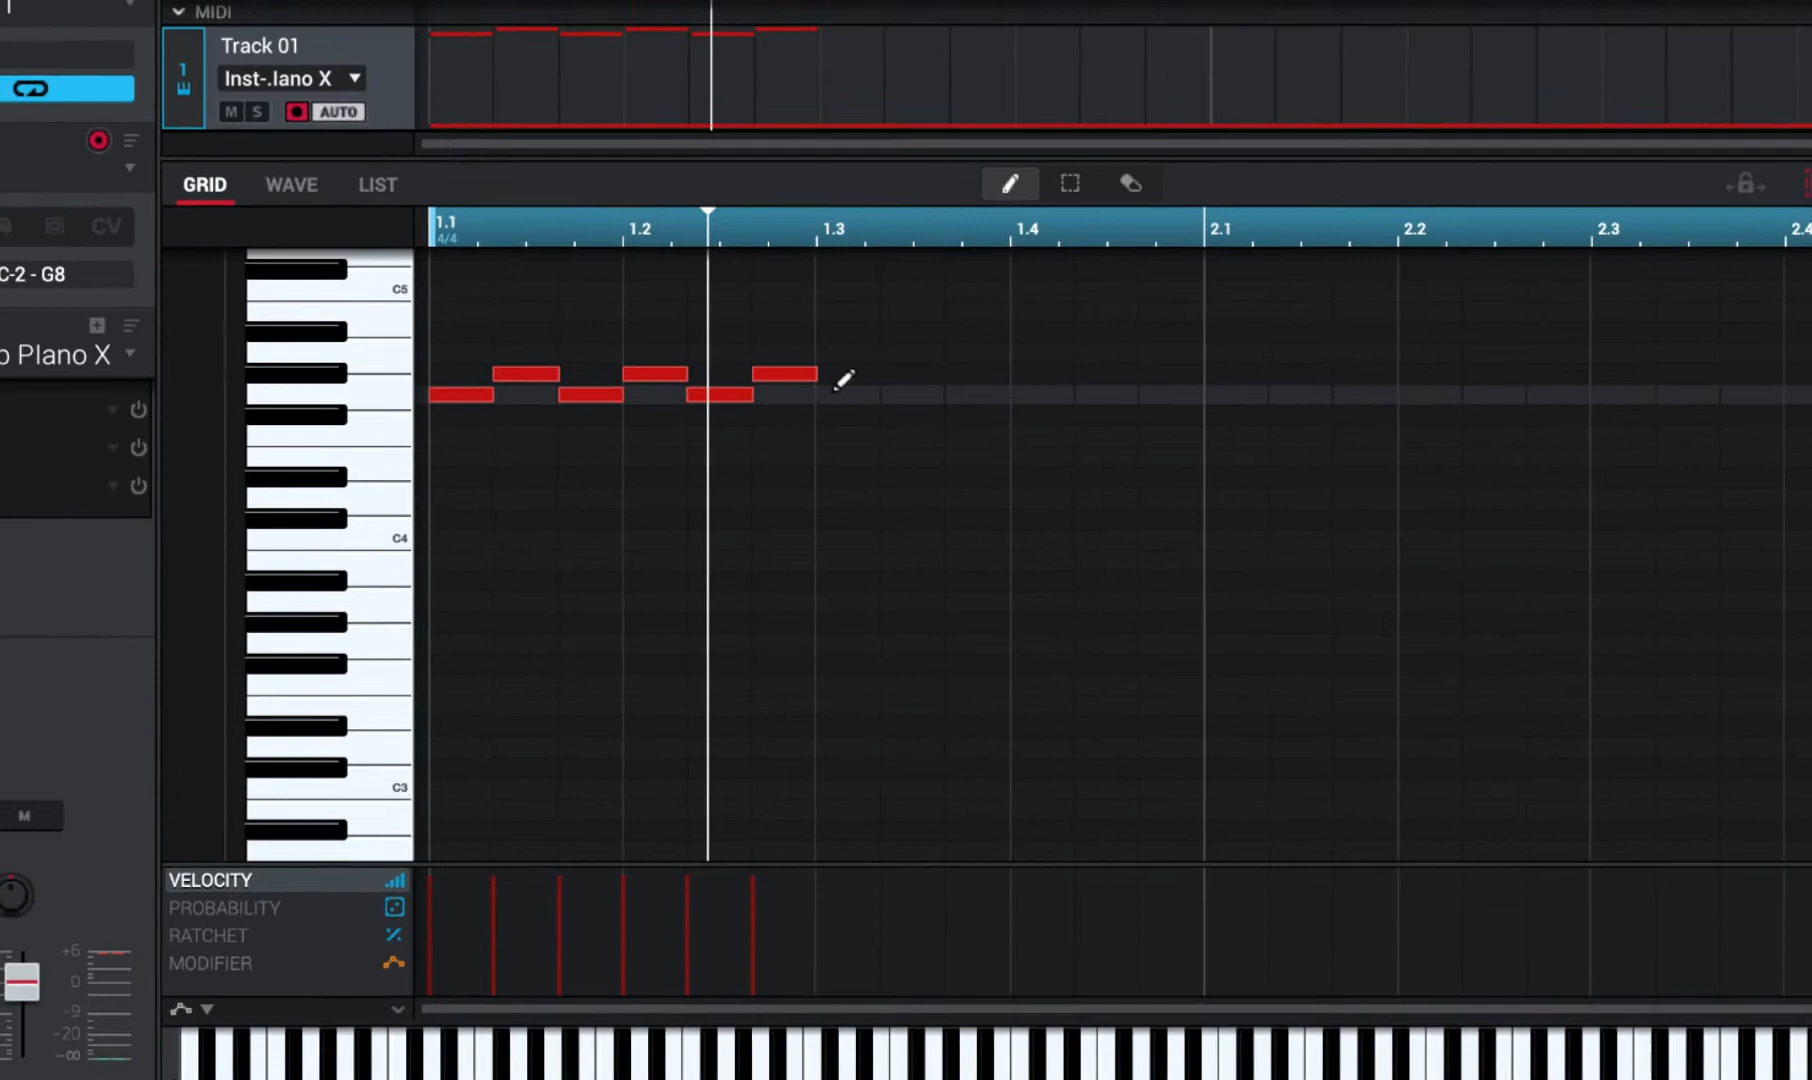 MIDI
1
Track 01
Inst-.lano X
M S AUTO
GRID WAVE LIST
1.1 1.2 1.3 1.4 2.1 2.2 2.3 2.4
4/4
CV
C-2 - G8
C5
Plano X
C4
C3
M
VELOCITY
PROBABILITY
RATCHET
MODIFIER
+6
0
-9
-20
-∞